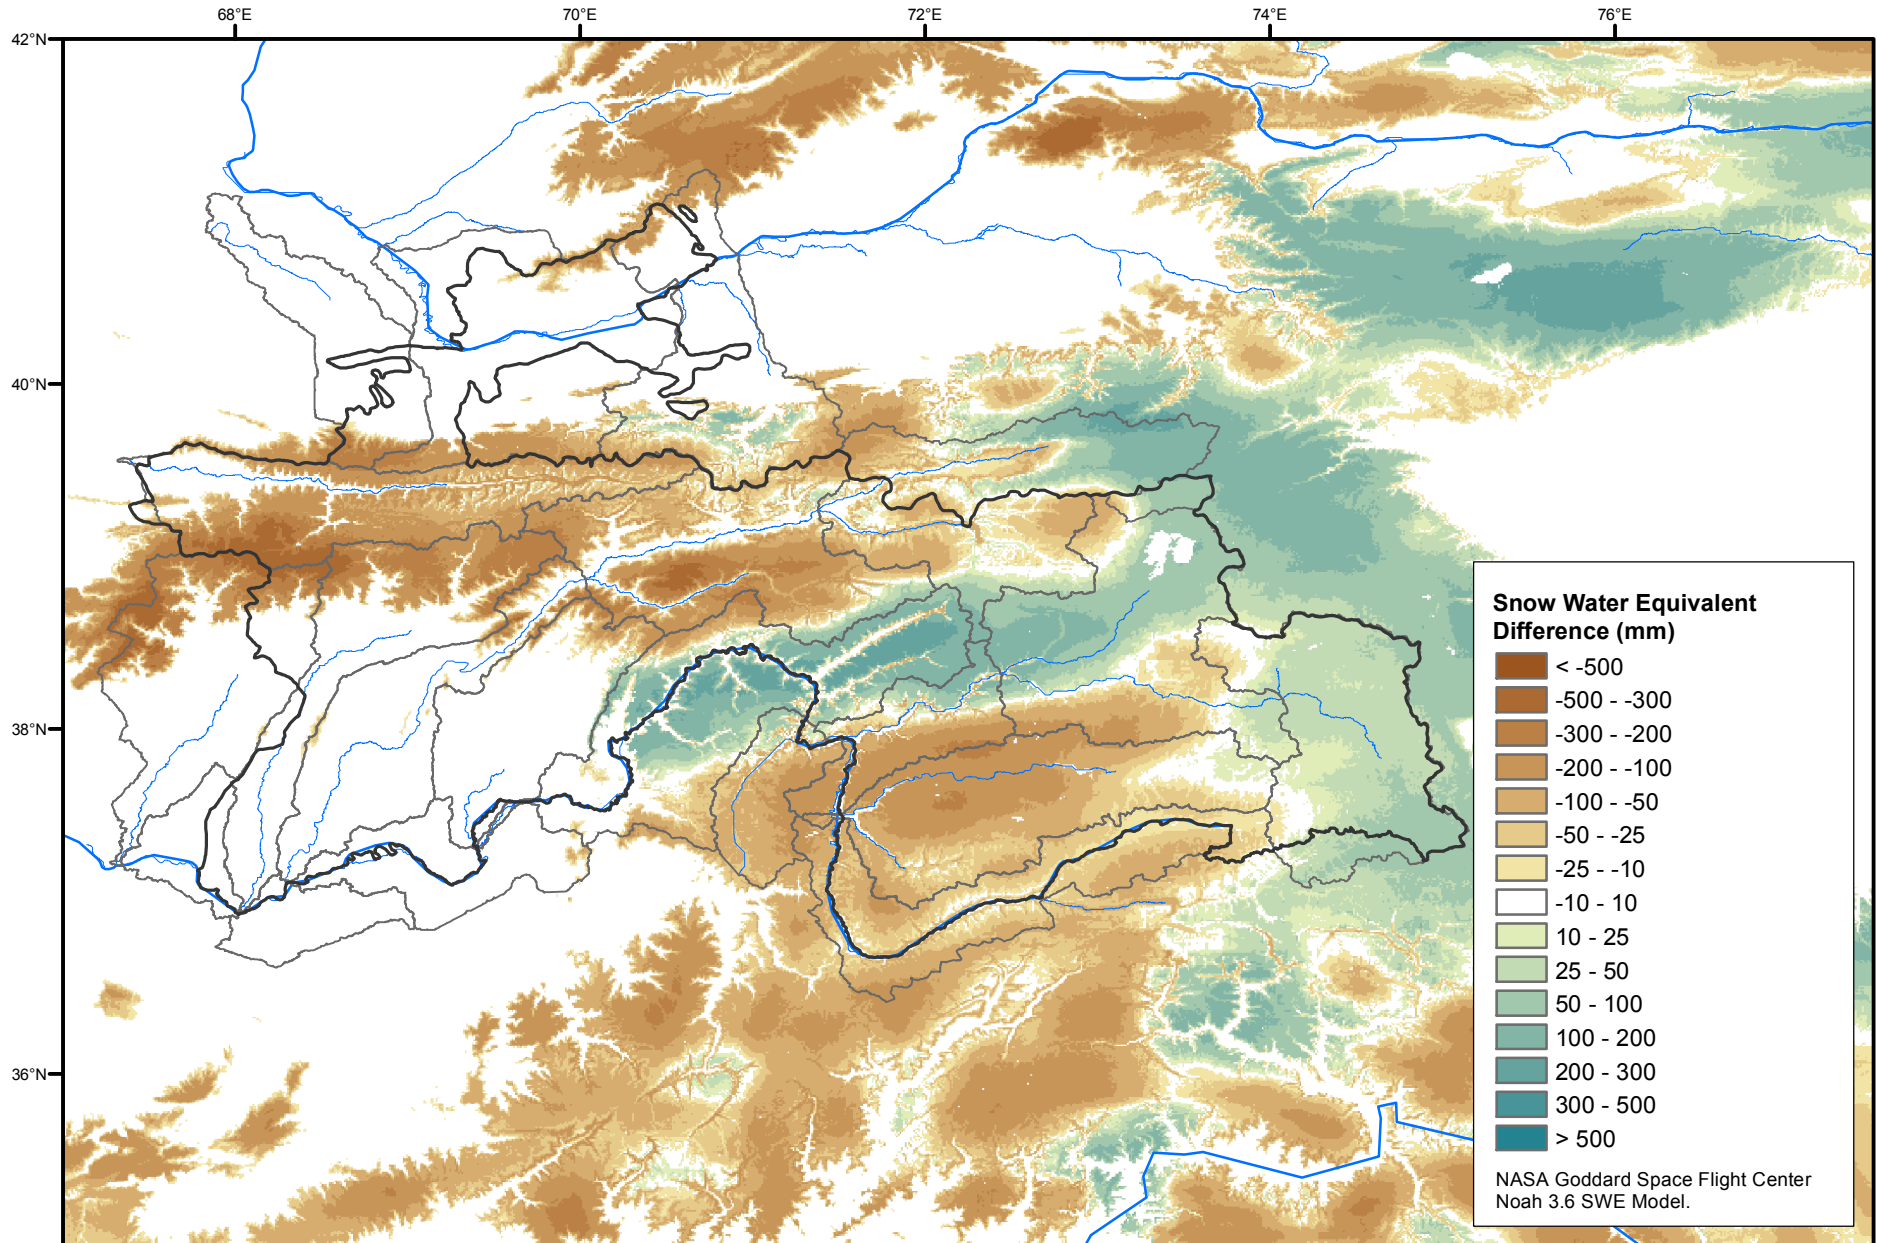 68°E
70°E
72°E
74°E
76°E
42°N
40°N
38°N
36°N
Snow Water Equivalent
Difference (mm)
< -500
-500 - -300
-300 - -200
-200 - -100
-100 - -50
-50 - -25
-25 - -10
-10 - 10
10 - 25
25 - 50
50 - 100
100 - 200
200 - 300
300 - 500
> 500
NASA Goddard Space Flight Center
Noah 3.6 SWE Model.